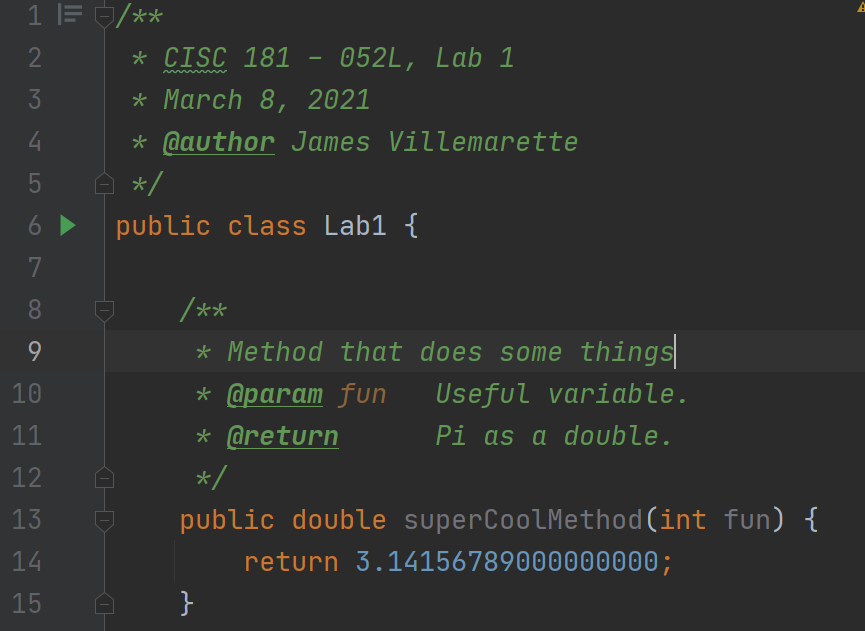 1 /**
2 * CISC 181 - 052L, Lab 1
3 * March 8, 2021
4 * @author James Villemarette
5 */
6 public class Lab1 {
7
8 /**
9 * Method that does some things
10 * @param fun Useful variable.
11 * @return Pi as a double.
12 */
13 public double superCoolMethod(int fun) {
14 return 3.14156789000000000;
15 }